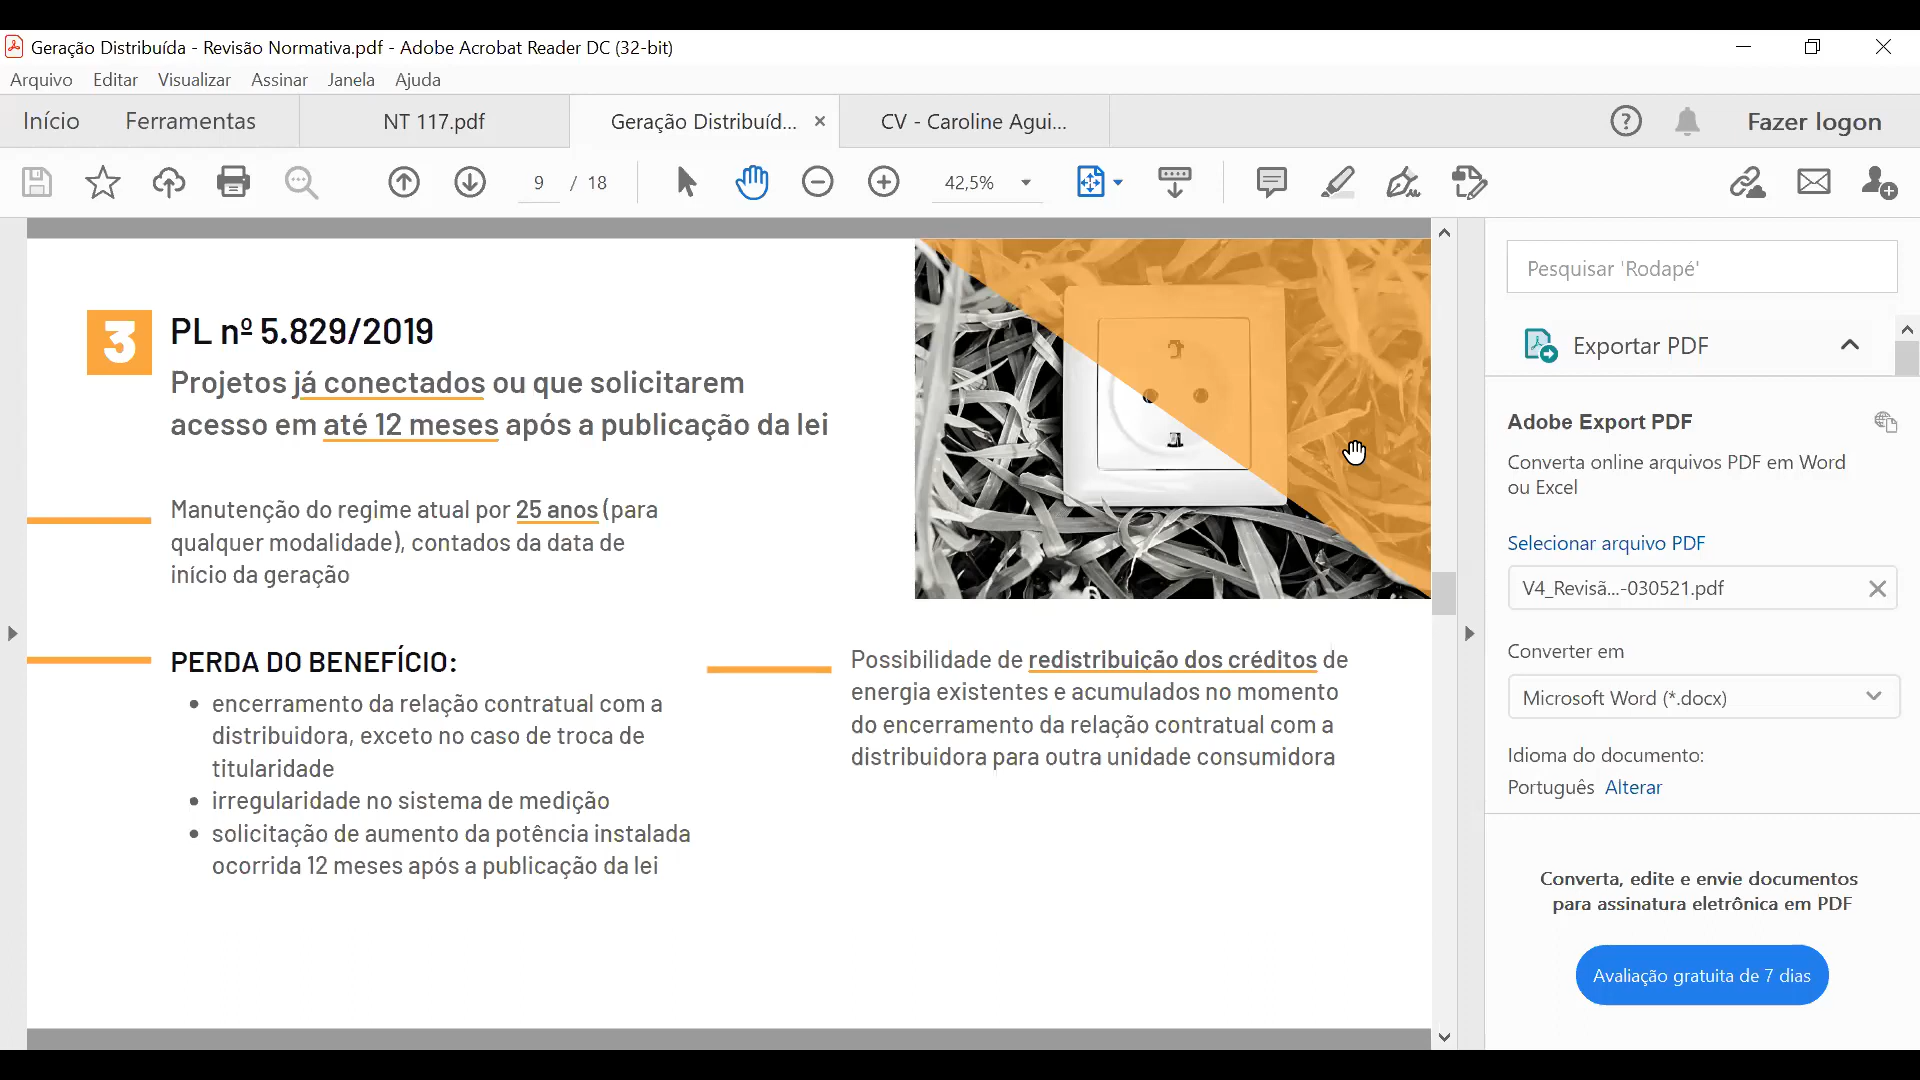 Geração Distribuída - Revisão Normativa.pdf - Adobe Acrobat Reader DC (32-bit)
Arquivo Editar Visualizar Assinar Janela Ajuda
Início Ferramentas NT 117.pdf Geração Distribuíd... × CV - Caroline Agui... Fazer logon
9 / 18 42,5%
3
PL nº 5.829/2019
Projetos já conectados ou que solicitarem
acesso em até 12 meses após a publicação da lei
Manutenção do regime atual por 25 anos (para
qualquer modalidade), contados da data de
início da geração
PERDA DO BENEFÍCIO:
• encerramento da relação contratual com a
distribuidora, exceto no caso de troca de
titularidade
• irregularidade no sistema de medição
• solicitação de aumento da potência instalada
ocorrida 12 meses após a publicação da lei
Possibilidade de redistribuição dos créditos de
energia existentes e acumulados no momento
do encerramento da relação contratual com a
distribuidora para outra unidade consumidora
Pesquisar 'Rodapé'
Exportar PDF
Adobe Export PDF
Converta online arquivos PDF em Word
ou Excel
Selecionar arquivo PDF
V4_Revisã...-030521.pdf
Converter em
Microsoft Word (*.docx)
Idioma do documento:
Português Alterar
Converta, edite e envie documentos
para assinatura eletrônica em PDF
Avaliação gratuita de 7 dias